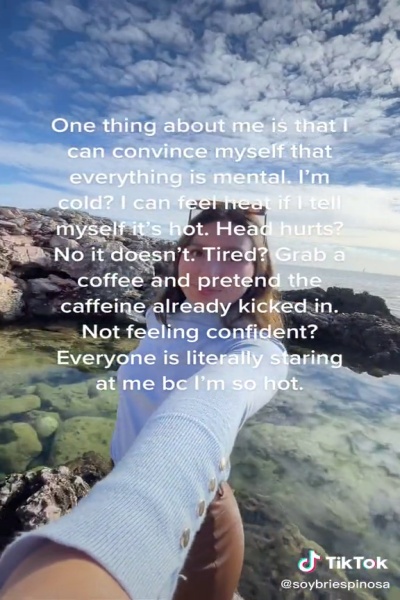 One thing about me is that I
can convince myself that
everything is mental. I'm
cold? I can feel heat if I tell
myself it's hot. Head hurts?
No it doesn't. Tired? Grab a
coffee and pretend the
caffeine already kicked in.
Not feeling confident?
Everyone is literally staring
at me bc I'm so hot.
TikTok
@soybriespinosa